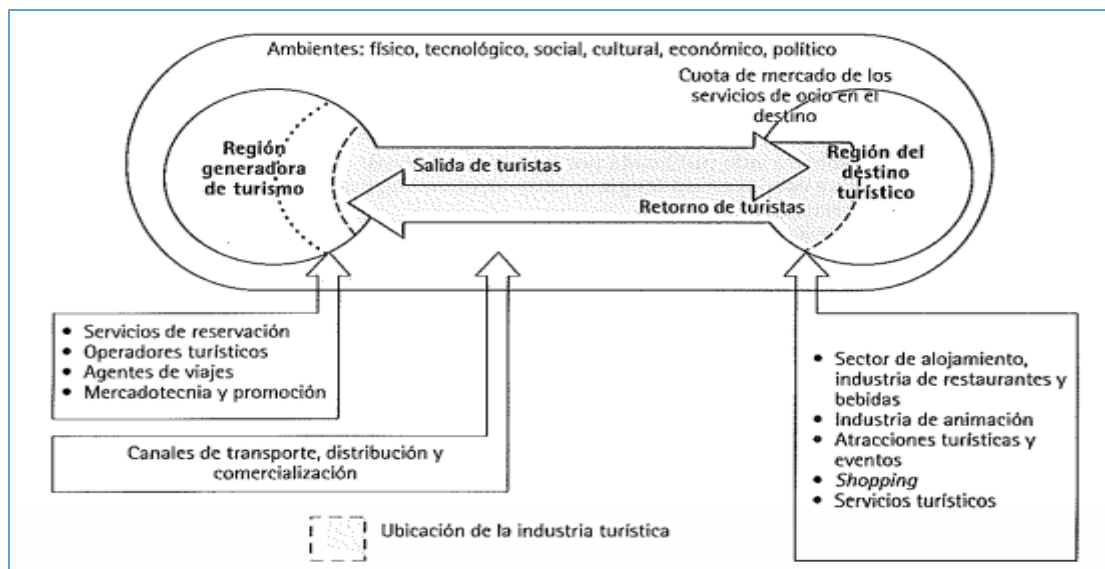 Ambientes: físico, tecnológico, social, cultural, económico, político
Cuota de mercado de los
servicios de ocio en el
destino
Región
generadora
de turismo
Salida de turistas
Retorno de turistas
Región del
destino
turístico
• Servicios de reservación
• Operadores turísticos
• Agentes de viajes
• Mercadotecnia y promoción
Canales de transporte, distribución y
comercialización
• Sector de alojamiento,
industria de restaurantes y
bebidas
• Industria de animación
• Atracciones turísticas y
eventos
• Shopping
• Servicios turísticos
Ubicación de la industria turística